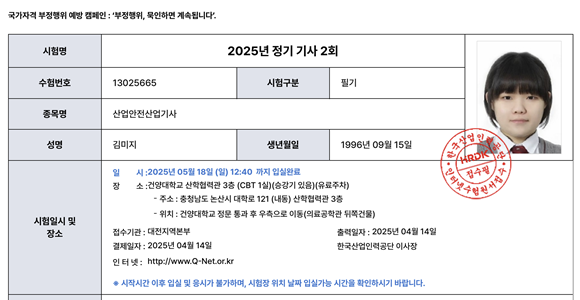 국가자격 부정행위 예방 캠페인 : '부정행위, 묵인하면 계속됩니다'.
시험명 2025년 정기 기사 2회
수험번호 13025665 시험구분 필기
종목명 산업안전산업기사
성명 김미지 생년월일 1996년 09월 15일
한국산업인력공단
HRDK
접수필
인터넷수험원서접수
시험일시 및
장소
일 시 :2025년 05월 18일 (일) 12:40 까지 입실완료
장 소 :건양대학교 산학협력관 3층 (CBT 1실)(승강기 있음)(유료주차)
- 주소 : 충청남도 논산시 대학로 121 (내동) 산학협력관 3층
- 위치 : 건양대학교 정문 통과 후 우측으로 이동(의료공학관 뒤쪽건물)
접수기관 : 대전지역본부 출력일자 : 2025년 04월 14일
결제일자 : 2025년 04월 14일 한국산업인력공단 이사장
인 터 넷 : http://www.Q-Net.or.kr
※ 시작시간 이후 입실 및 응시가 불가하며, 시험장 위치 날짜 입실가능 시간을 확인하시기 바랍니다.